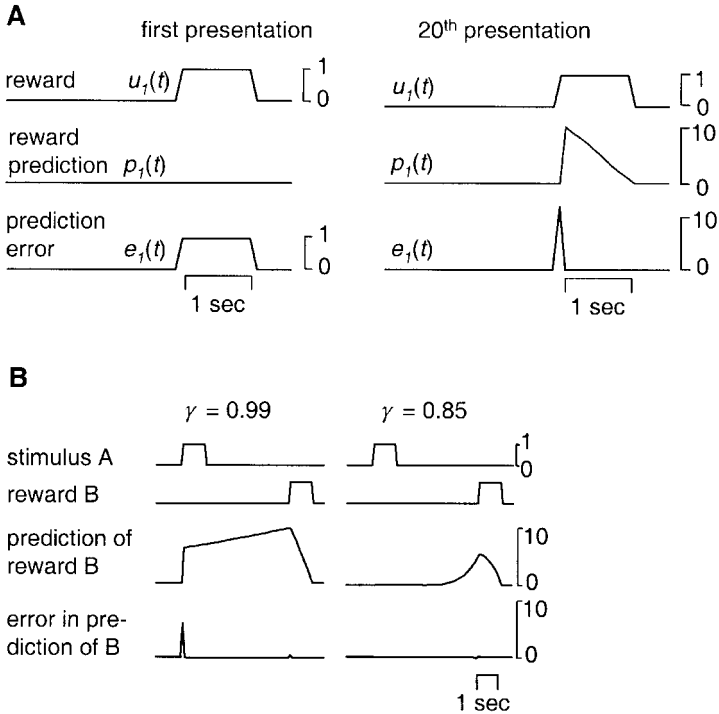 A
first presentation
20th presentation
reward u1(t) 1 0
u1(t) 1 0
reward
prediction p1(t)
p1(t) 10 0
prediction
error e1(t) 1 0
e1(t) 10 0
1 sec
1 sec
B
γ = 0.99
γ = 0.85
stimulus A 1 0
reward B
prediction of
reward B 10 0
error in pre-
diction of B 10 0
1 sec